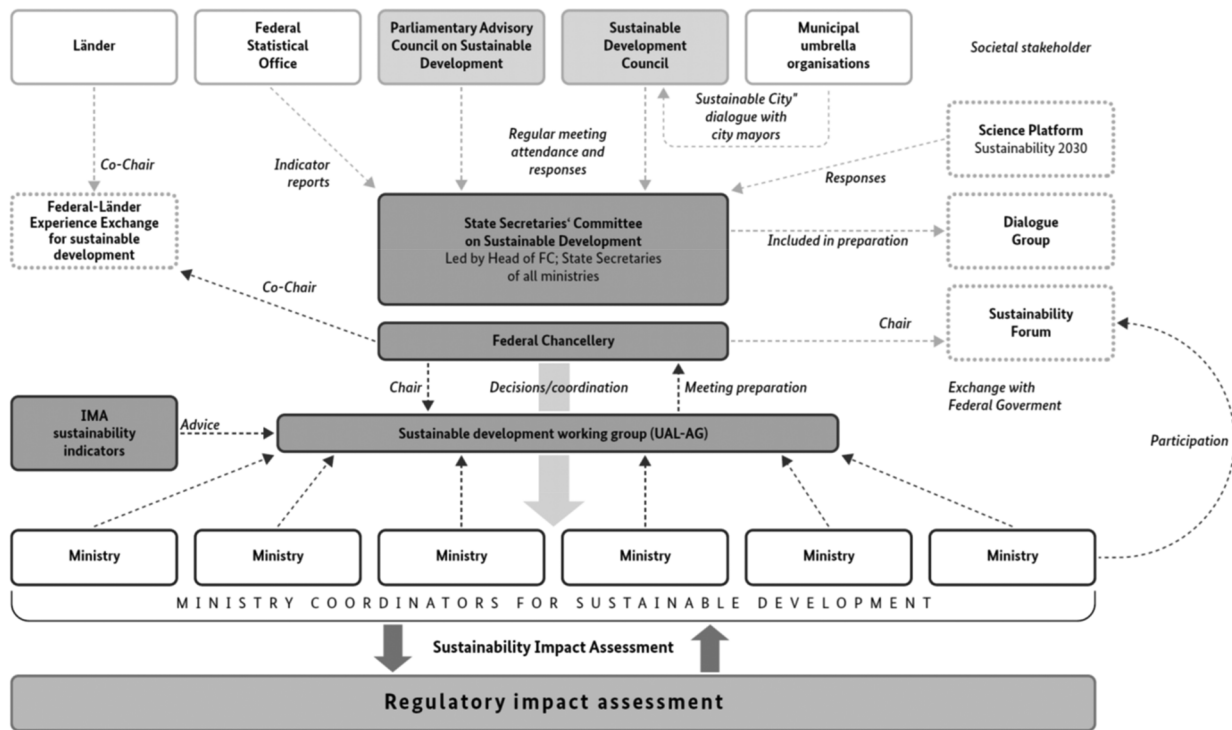 Länder
Federal
Statistical
Office
Parliamentary Advisory
Council on Sustainable
Development
Sustainable
Development
Council
Municipal
umbrella
organisations
Societal stakeholder
Sustainable City"
dialogue with
city mayors
Science Platform
Sustainability 2030
Co-Chair
Indicator
reports
Regular meeting
attendance and
responses
Responses
Federal-Länder
Experience Exchange
for sustainable
development
State Secretaries‘ Committee
on Sustainable Development
Led by Head of FC; State Secretaries
of all ministries
Included in preparation
Dialogue
Group
Co-Chair
Federal Chancellery
Chair
Sustainability
Forum
Chair
Decisions/coordination
Meeting preparation
Exchange with
Federal Goverment
IMA
sustainability
indicators
Advice
Sustainable development working group (UAL-AG)
Participation
Ministry
Ministry
Ministry
Ministry
Ministry
Ministry
MINISTRY COORDINATORS FOR SUSTAINABLE DEVELOPMENT
Sustainability Impact Assessment
Regulatory impact assessment